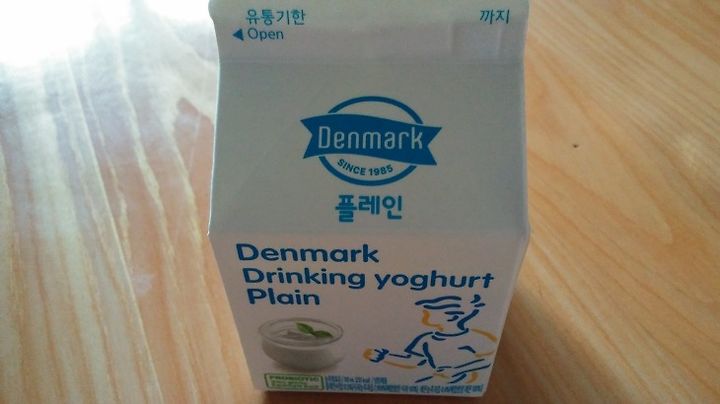 유통기한 까지
◀Open
Denmark
SINCE 1985
플레인
Denmark
Drinking yoghurt
Plain
PROBIOTIC